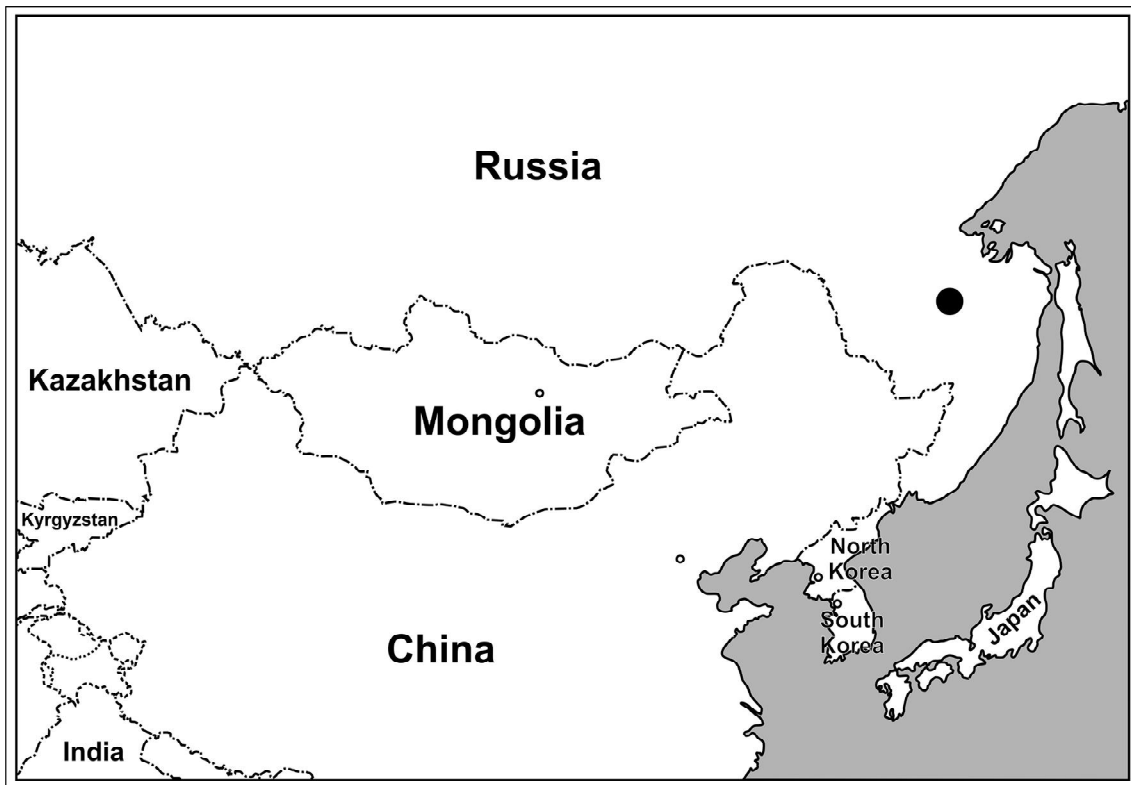 Russia
Kazakhstan
Mongolia
Kyrgyzstan
North
Korea
South
Korea
Japan
China
India